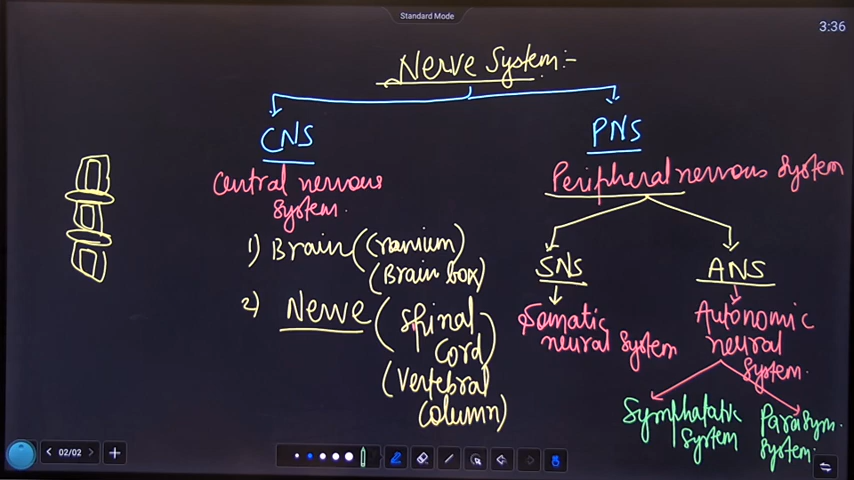 Standard Mode
3:36
Nerve System:-
CNS
PNS
Central nervous
system.
Peripheral nervous system
1) Brain (Cranium)
(Brain box)
2) Nerve (Spinal
Cord)
(Vertebral
Column)
SNS
ANS
Somatic
neural system
Autonomic
neural
system.
Symphatatic
system
Parasym.
system.
02/02